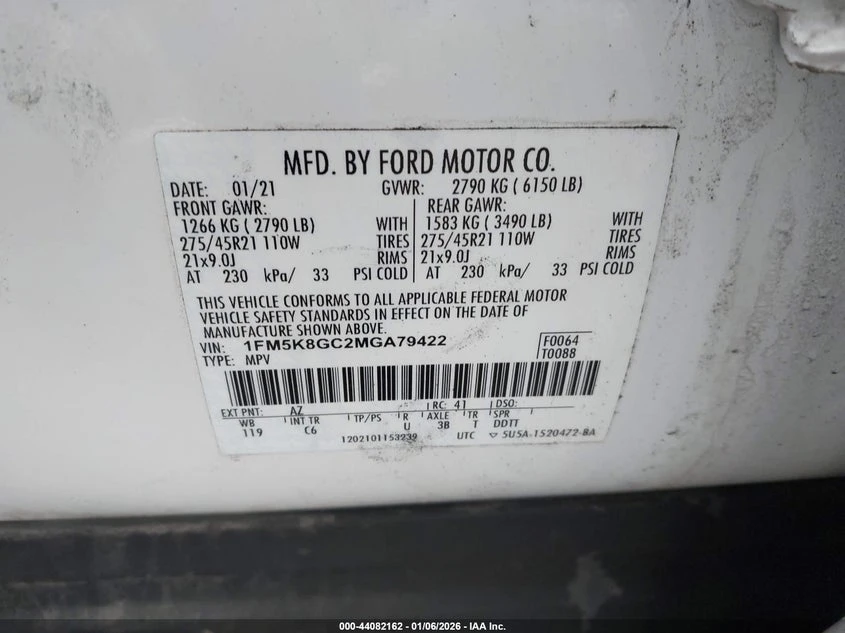 MFD. BY FORD MOTOR CO.
DATE: 01/21 GVWR: 2790 KG ( 6150 LB)
FRONT GAWR: REAR GAWR:
1266 KG ( 2790 LB) WITH 1583 KG ( 3490 LB) WITH
275/45R21 110W TIRES 275/45R21 110W TIRES
21x9.0J RIMS 21x9.0J RIMS
AT 230 kPa/ 33 PSI COLD AT 230 kPa/ 33 PSI COLD
THIS VEHICLE CONFORMS TO ALL APPLICABLE FEDERAL MOTOR
VEHICLE SAFETY STANDARDS IN EFFECT ON THE DATE OF
MANUFACTURE SHOWN ABOVE.
VIN: 1FM5K8GC2MGA79422 F0064
TYPE: MPV T0088
EXT PNT: AZ RC: 41 DSO:
WB INT TR TP/PS R AXLE TR SPR
119 C6 U 3B T DDTT
1202101153239 UTC ▽ 5U5A-1520472-BA
000-44082162 - 01/06/2026 - IAA Inc.